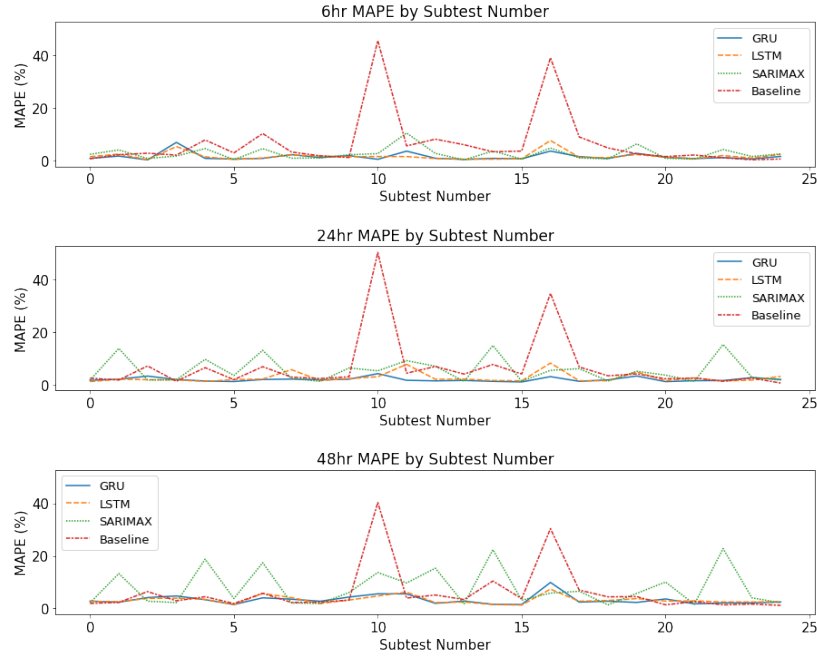 6hr MAPE by Subtest Number
MAPE (%)
40
20
0
GRU
LSTM
SARIMAX
Baseline
0 5 10 15 20 25
Subtest Number
24hr MAPE by Subtest Number
MAPE (%)
40
20
0
GRU
LSTM
SARIMAX
Baseline
0 5 10 15 20 25
Subtest Number
48hr MAPE by Subtest Number
MAPE (%)
40
20
0
GRU
LSTM
SARIMAX
Baseline
0 5 10 15 20 25
Subtest Number